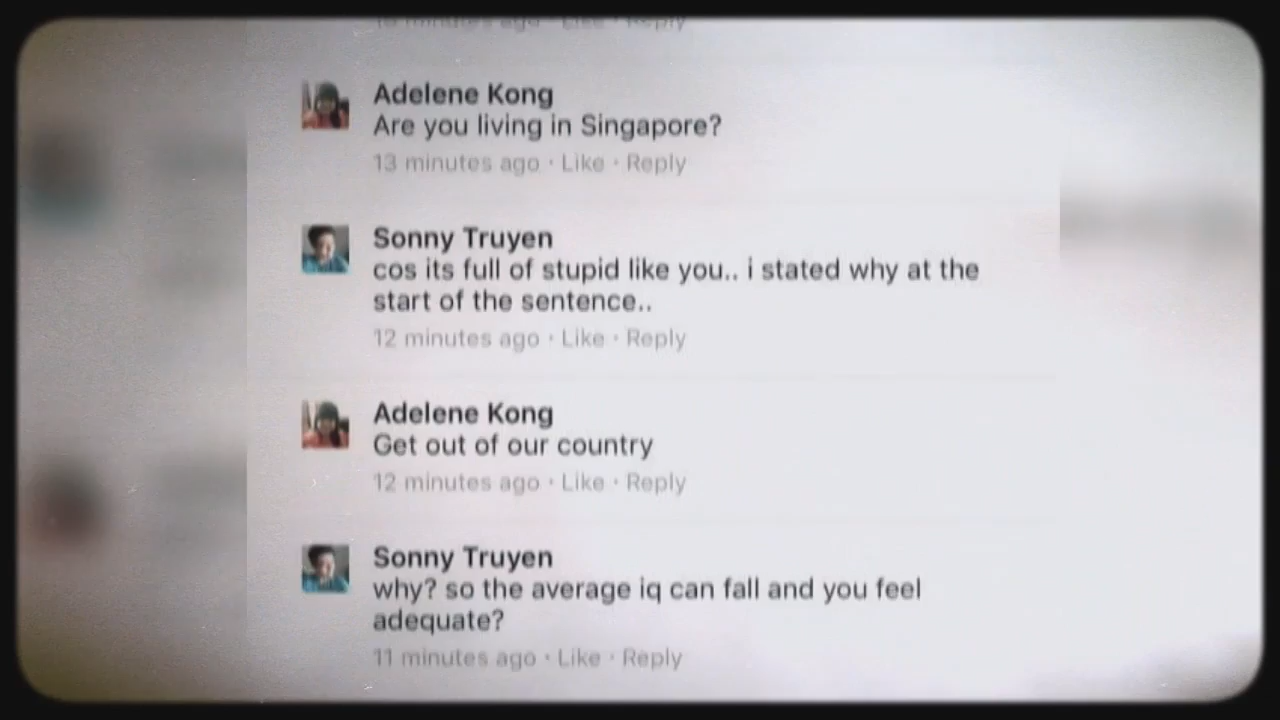 Adelene Kong
Are you living in Singapore?
13 minutes ago · Like · Reply
Sonny Truyen
cos its full of stupid like you.. i stated why at the
start of the sentence..
12 minutes ago · Like · Reply
Adelene Kong
Get out of our country
12 minutes ago · Like · Reply
Sonny Truyen
why? so the average iq can fall and you feel
adequate?
11 minutes ago · Like · Reply